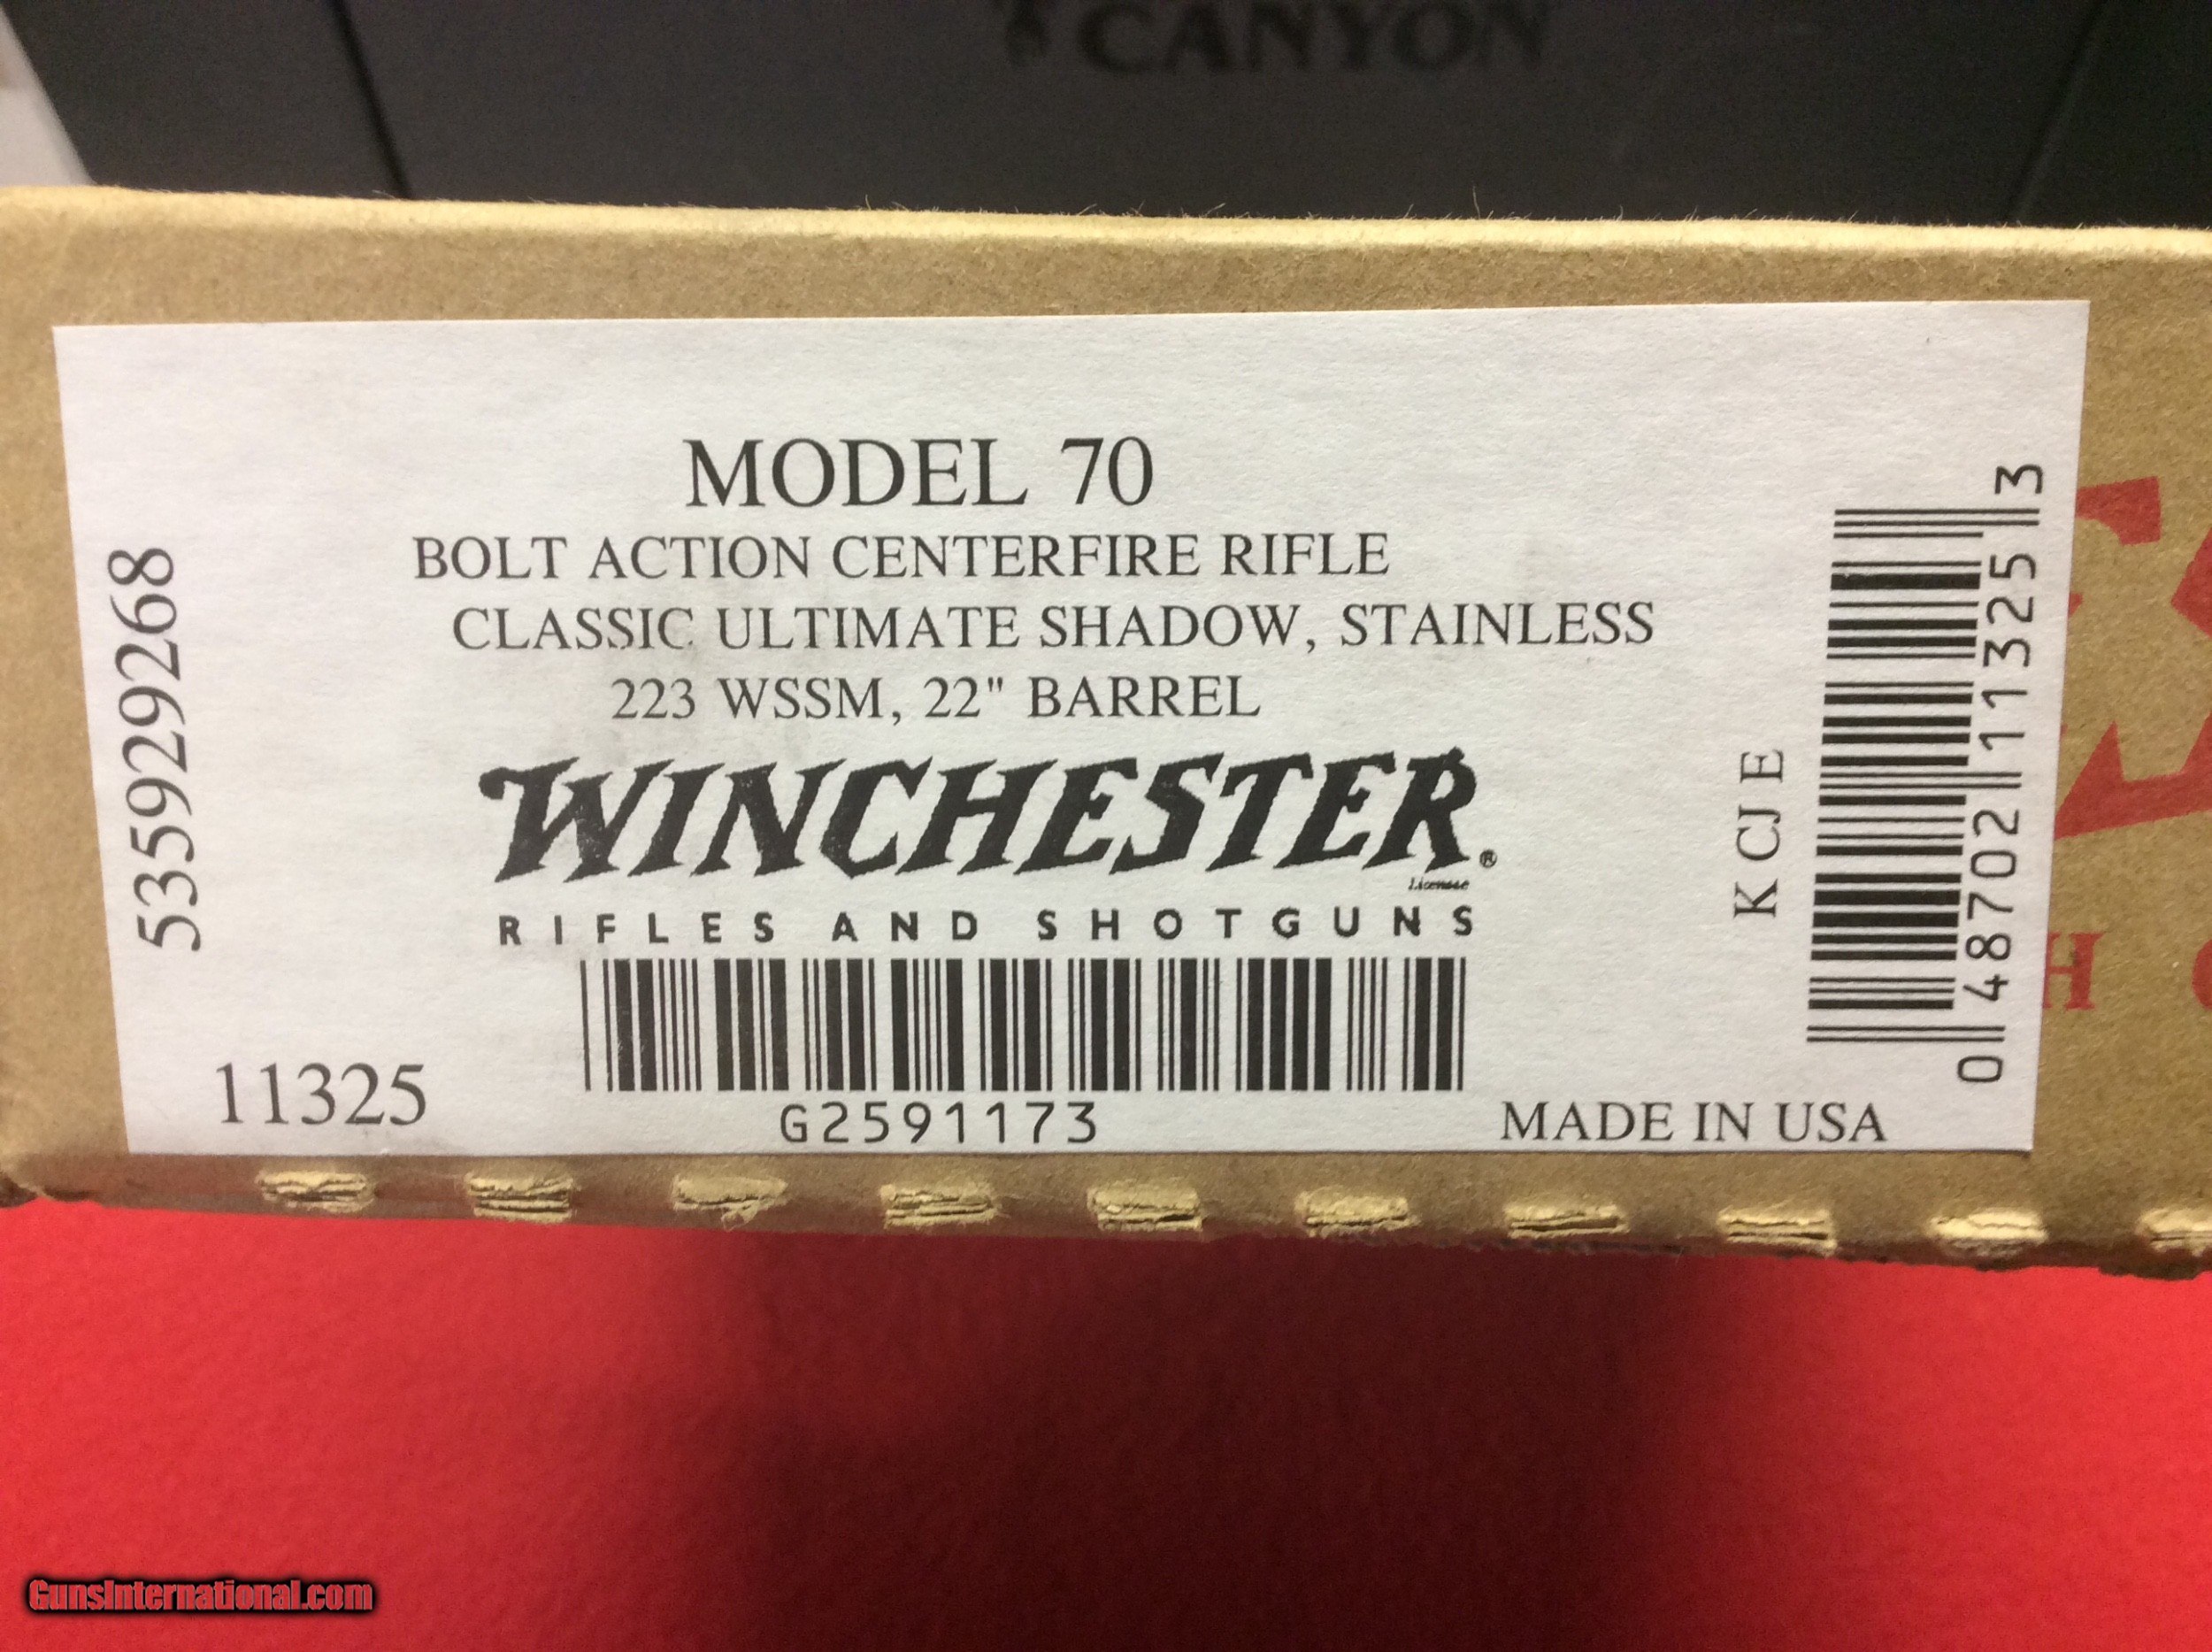 CANYON
MODEL 70
BOLT ACTION CENTERFIRE RIFLE
CLASSIC ULTIMATE SHADOW, STAINLESS
223 WSSM, 22" BARREL
WINCHESTER®
Licensee
RIFLES AND SHOTGUNS
G2591173
535929268
11325
MADE IN USA
K CJ E
0 48702 11325 3
H
GunsInternational.com